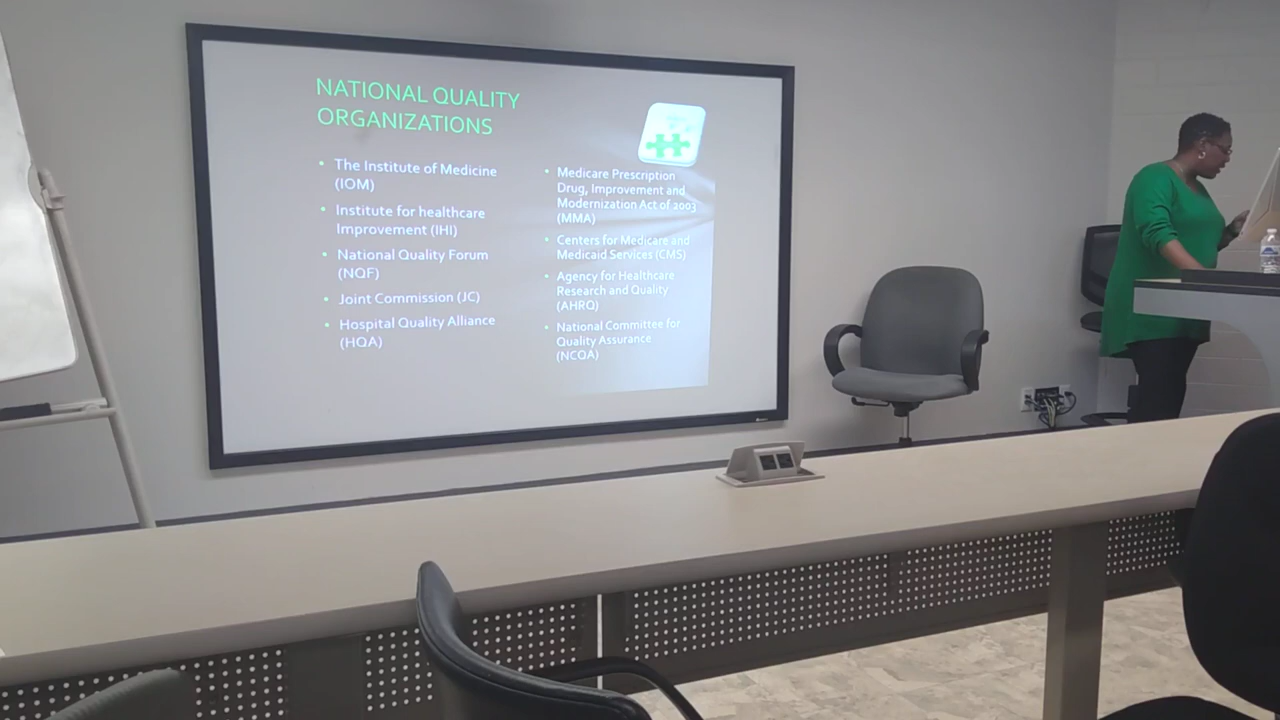 NATIONAL QUALITY
ORGANIZATIONS
• The Institute of Medicine
(IOM)
• Institute for healthcare
Improvement (IHI)
• National Quality Forum
(NQF)
• Joint Commission (JC)
• Hospital Quality Alliance
(HQA)
• Medicare Prescription
Drug, Improvement and
Modernization Act of 2003
(MMA)
• Centers for Medicare and
Medicaid Services (CMS)
• Agency for Healthcare
Research and Quality
(AHRQ)
• National Committee for
Quality Assurance
(NCQA)